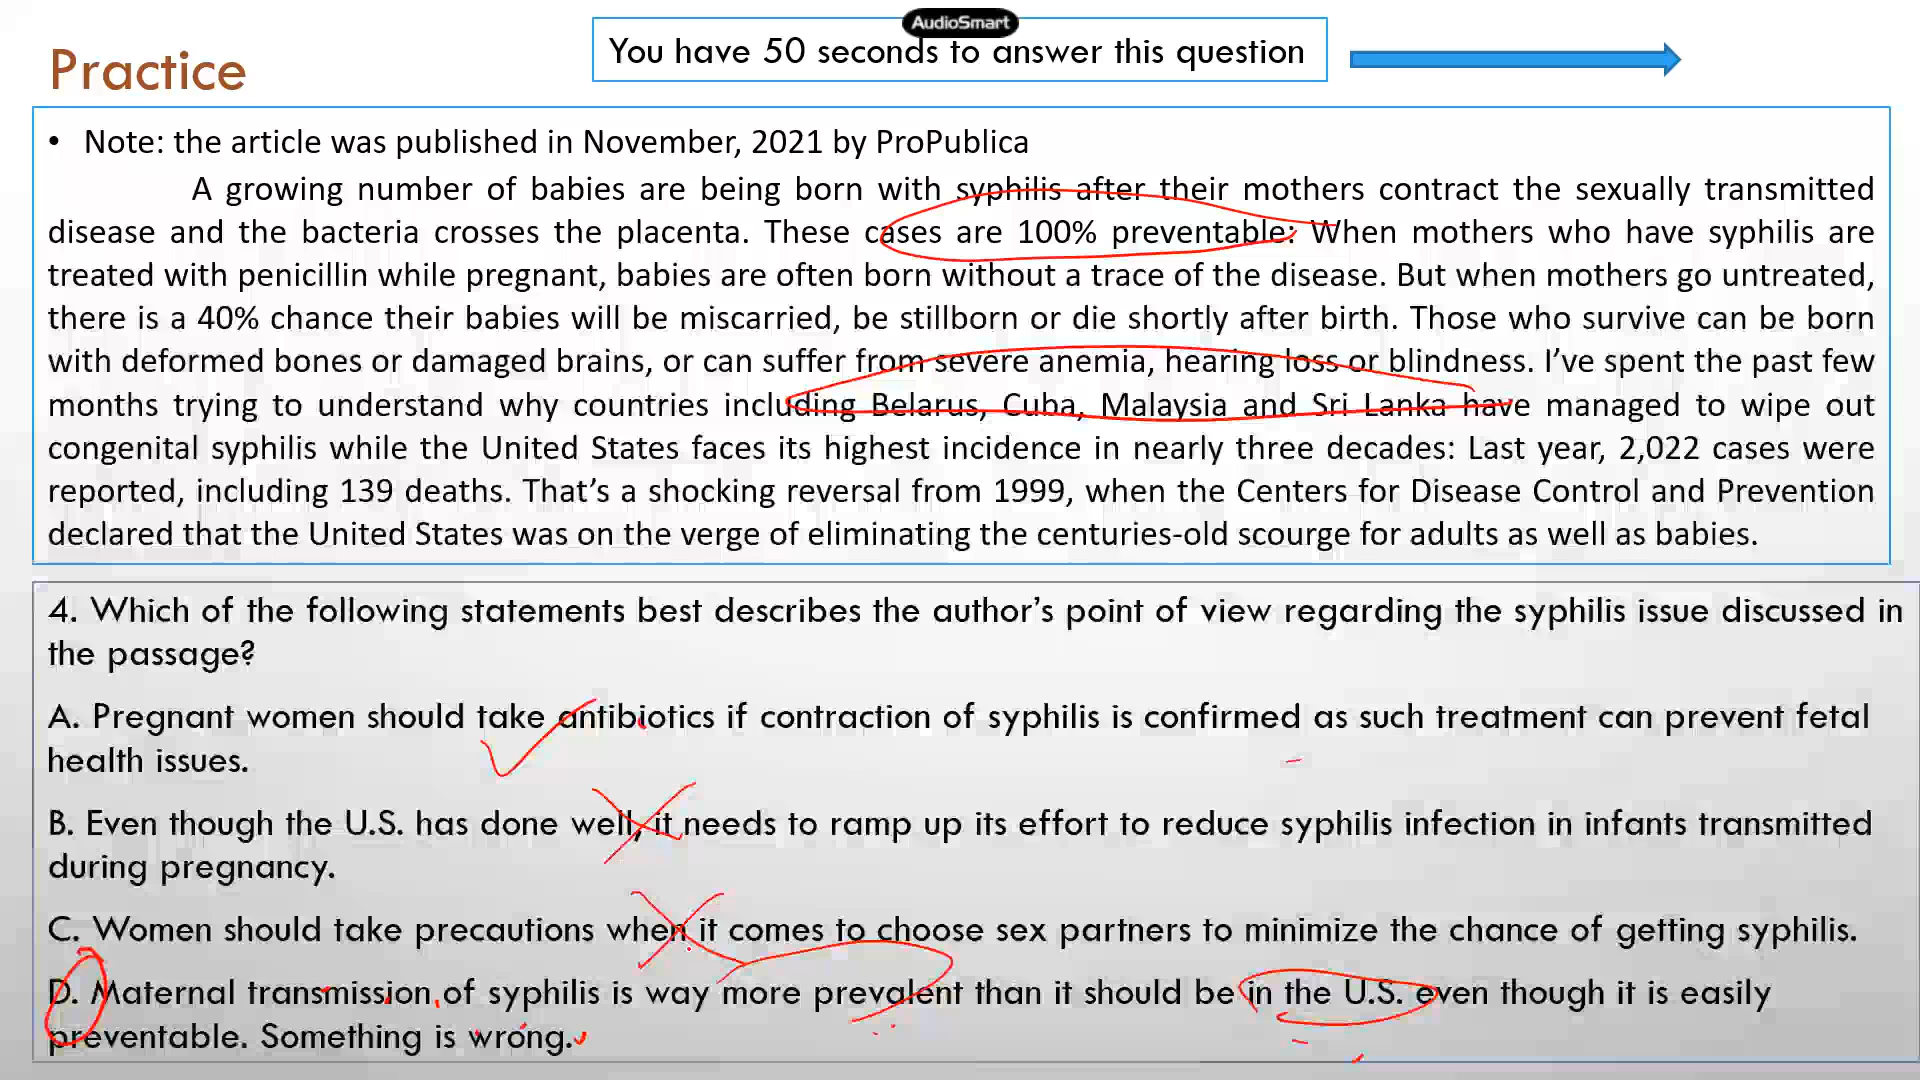 AudioSmart
Practice
You have 50 seconds to answer this question
• Note: the article was published in November, 2021 by ProPublica
A growing number of babies are being born with syphilis after their mothers contract the sexually transmitted
disease and the bacteria crosses the placenta. These cases are 100% preventable: When mothers who have syphilis are
treated with penicillin while pregnant, babies are often born without a trace of the disease. But when mothers go untreated,
there is a 40% chance their babies will be miscarried, be stillborn or die shortly after birth. Those who survive can be born
with deformed bones or damaged brains, or can suffer from severe anemia, hearing loss or blindness. I’ve spent the past few
months trying to understand why countries including Belarus, Cuba, Malaysia and Sri Lanka have managed to wipe out
congenital syphilis while the United States faces its highest incidence in nearly three decades: Last year, 2,022 cases were
reported, including 139 deaths. That’s a shocking reversal from 1999, when the Centers for Disease Control and Prevention
declared that the United States was on the verge of eliminating the centuries-old scourge for adults as well as babies.
4. Which of the following statements best describes the author’s point of view regarding the syphilis issue discussed in
the passage?
A. Pregnant women should take antibiotics if contraction of syphilis is confirmed as such treatment can prevent fetal
health issues.
B. Even though the U.S. has done well, it needs to ramp up its effort to reduce syphilis infection in infants transmitted
during pregnancy.
C. Women should take precautions when it comes to choose sex partners to minimize the chance of getting syphilis.
D. Maternal transmission of syphilis is way more prevalent than it should be in the U.S. even though it is easily
preventable. Something is wrong.